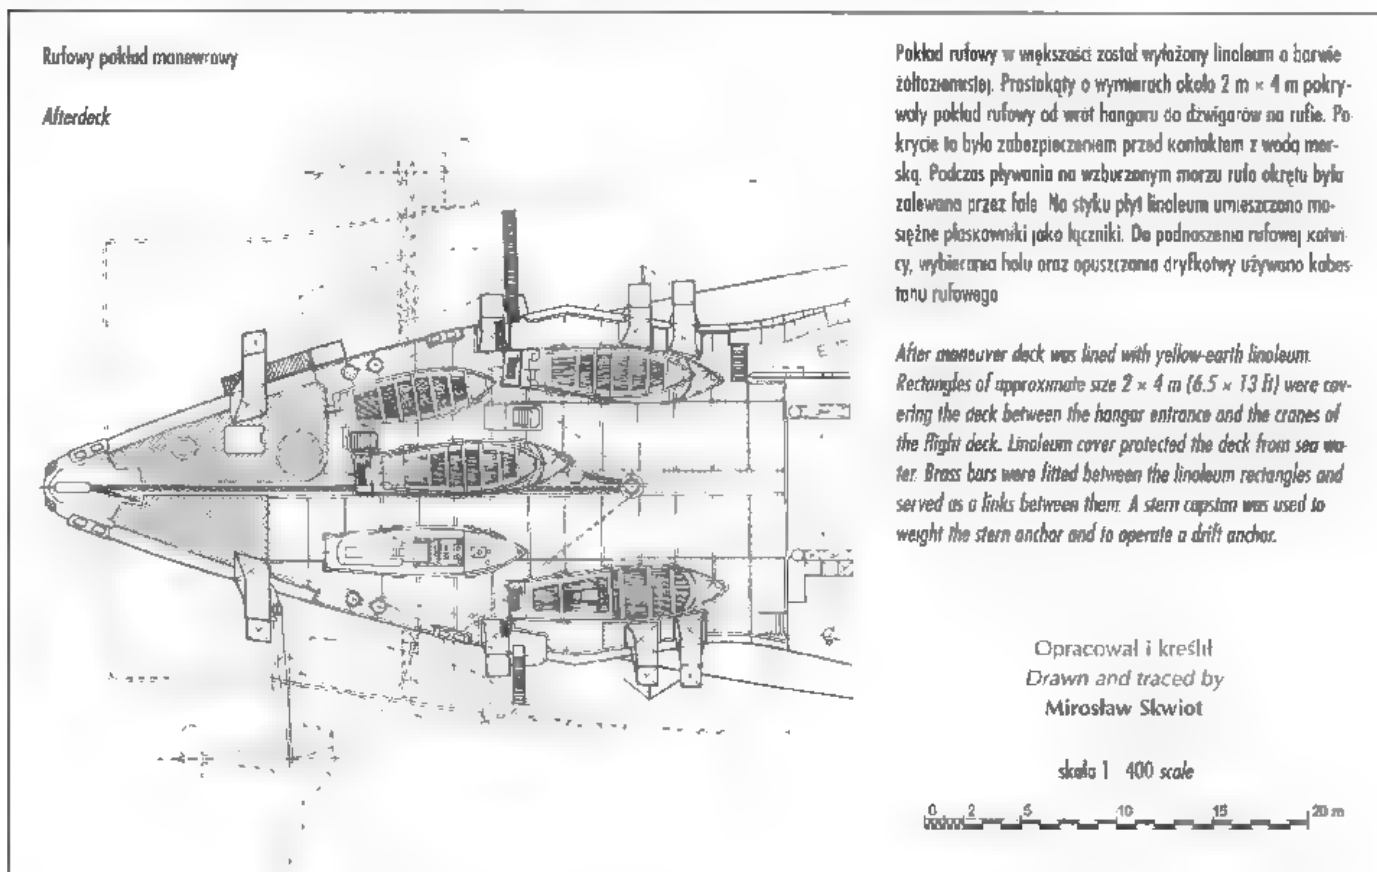 Rufowy pokład manewrowy
Afterdeck
Pokład rufowy w większości został wyłożony linoleum o barwie
żółtoziemistej. Prostokąty o wymiarach około 2 m × 4 m pokry-
wały pokład rufowy od wrót hangaru do dźwigarów na rufie. Po-
krycie to było zabezpieczeniem przed kontaktem z wodą mor-
ską. Podczas pływania na wzburzonym morzu rufa okrętu była
zalewana przez fale. Na styku płyt linoleum umieszczono mo-
siężne płaskowniki jako łączniki. Do podnoszenia rufowej kotwi-
cy, wybierania holu oraz opuszczania dryfkotwy używano kabes-
tanu rufowego
After maneuver deck was lined with yellow-earth linoleum.
Rectangles of approximate size 2 × 4 m (6.5 × 13 ft) were cov-
ering the deck between the hangar entrance and the cranes of
the flight deck. Linoleum cover protected the deck from sea wa-
ter. Brass bars were fitted between the linoleum rectangles and
served as a links between them. A stern capstan was used to
weight the stern anchor and to operate a drift anchor.
Opracował i kreślił
Drawn and traced by
Mirosław Skwiot
skala 1 400 scale
0 2 5 10 15 20 m